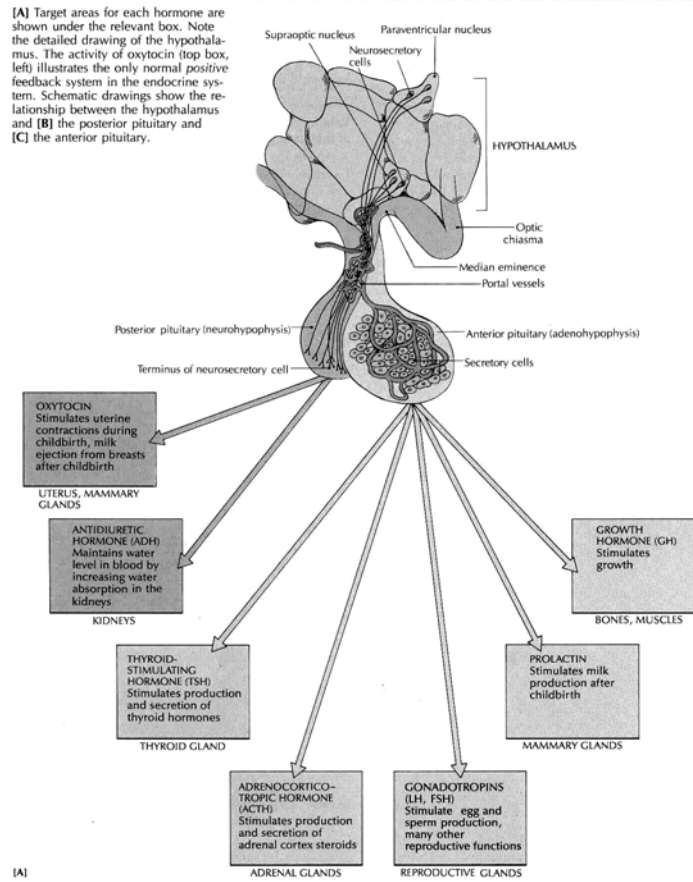 [A] Target areas for each hormone are
shown under the relevant box. Note
the detailed drawing of the hypothala-
mus. The activity of oxytocin (top box,
left) illustrates the only normal positive
feedback system in the endocrine sys-
tem. Schematic drawings show the re-
lationship between the hypothalamus
and [B] the posterior pituitary and
[C] the anterior pituitary.
Supraoptic nucleus
Paraventricular nucleus
Neurosecretory
cells
HYPOTHALAMUS
Optic
chiasma
Median eminence
Portal vessels
Posterior pituitary (neurohypophysis)
Anterior pituitary (adenohypophysis)
Terminus of neurosecretory cell
Secretory cells
OXYTOCIN
Stimulates uterine
contractions during
childbirth, milk
ejection from breasts
after childbirth
UTERUS, MAMMARY
GLANDS
ANTIDIURETIC
HORMONE (ADH)
Maintains water
level in blood by
increasing water
absorption in the
kidneys
KIDNEYS
GROWTH
HORMONE (GH)
Stimulates
growth
BONES, MUSCLES
THYROID-
STIMULATING
HORMONE (TSH)
Stimulates production
and secretion of
thyroid hormones
THYROID GLAND
PROLACTIN
Stimulates milk
production after
childbirth
MAMMARY GLANDS
ADRENOCORTICO-
TROPIC HORMONE
(ACTH)
Stimulates production
and secretion of
adrenal cortex steroids
ADRENAL GLANDS
GONADOTROPINS
(LH, FSH)
Stimulate egg and
sperm production,
many other
reproductive functions
REPRODUCTIVE GLANDS
[A]